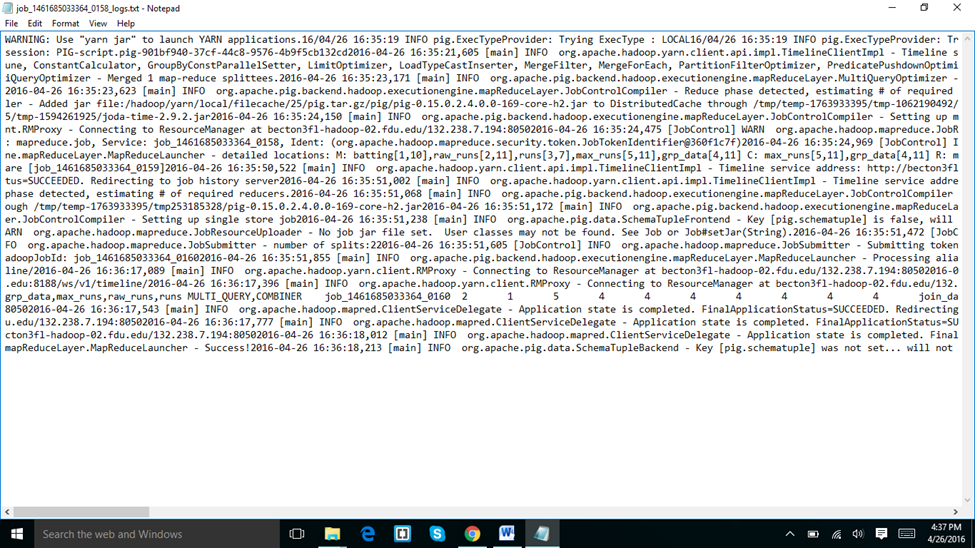 job_1461685033364_0158_logs.txt - Notepad
File Edit Format View Help
WARNING: Use "yarn jar" to launch YARN applications.16/04/26 16:35:19 INFO pig.ExecTypeProvider: Trying ExecType : LOCAL16/04/26 16:35:19 INFO pig.ExecTypeProvider: Tr
session: PIG-script.pig-901bf940-37cf-44c8-9576-4b9f5cb132cd2016-04-26 16:35:21,605 [main] INFO org.apache.hadoop.yarn.client.api.impl.TimelineClientImpl - Timeline s
une, ConstantCalculator, GroupByConstParallelSetter, LimitOptimizer, LoadTypeCastInserter, MergeFilter, MergeForEach, PartitionFilterOptimizer, PredicatePushdownOptimi
iQueryOptimizer - Merged 1 map-reduce splittees.2016-04-26 16:35:23,171 [main] INFO org.apache.pig.backend.hadoop.executionengine.mapReduceLayer.MultiQueryOptimizer -
2016-04-26 16:35:23,623 [main] INFO org.apache.pig.backend.hadoop.executionengine.mapReduceLayer.JobControlCompiler - Reduce phase detected, estimating # of required
ler - Added jar file:/hadoop/yarn/local/filecache/25/pig.tar.gz/pig/pig-0.15.0.2.4.0.0-169-core-h2.jar to DistributedCache through /tmp/temp-1763933395/tmp-1062190492/
5/tmp-1594261925/joda-time-2.9.2.jar2016-04-26 16:35:24,150 [main] INFO org.apache.pig.backend.hadoop.executionengine.mapReduceLayer.JobControlCompiler - Setting up m
nt.RMProxy - Connecting to ResourceManager at becton3fl-hadoop-02.fdu.edu/132.238.7.194:80502016-04-26 16:35:24,475 [JobControl] WARN org.apache.hadoop.mapreduce.JobR
: mapreduce.job, Service: job_1461685033364_0158, Ident: (org.apache.hadoop.mapreduce.security.token.JobTokenIdentifier@360f1c7f)2016-04-26 16:35:24,969 [JobControl] I
ine.mapReduceLayer.MapReduceLauncher - detailed locations: M: batting[1,10],raw_runs[2,11],runs[3,7],max_runs[5,11],grp_data[4,11] C: max_runs[5,11],grp_data[4,11] R: m
are [job_1461685033364_0159]2016-04-26 16:35:50,522 [main] INFO org.apache.hadoop.yarn.client.api.impl.TimelineClientImpl - Timeline service address: http://becton3fl
tus=SUCCEEDED. Redirecting to job history server2016-04-26 16:35:51,002 [main] INFO org.apache.hadoop.yarn.client.api.impl.TimelineClientImpl - Timeline service addre
phase detected, estimating # of required reducers.2016-04-26 16:35:51,068 [main] INFO org.apache.pig.backend.hadoop.executionengine.mapReduceLayer.JobControlCompiler
ough /tmp/temp-1763933395/tmp253185328/pig-0.15.0.2.4.0.0-169-core-h2.jar2016-04-26 16:35:51,172 [main] INFO org.apache.pig.backend.hadoop.executionengine.mapReduceLa
er.JobControlCompiler - Setting up single store job2016-04-26 16:35:51,238 [main] INFO org.apache.pig.data.SchemaTupleFrontend - Key [pig.schematuple] is false, will
ARN org.apache.hadoop.mapreduce.JobResourceUploader - No job jar file set. User classes may not be found. See Job or Job#setJar(String).2016-04-26 16:35:51,472 [JobC
FO org.apache.hadoop.mapreduce.JobSubmitter - number of splits:22016-04-26 16:35:51,605 [JobControl] INFO org.apache.hadoop.mapreduce.JobSubmitter - Submitting token
adoopJobId: job_1461685033364_01602016-04-26 16:35:51,855 [main] INFO org.apache.pig.backend.hadoop.executionengine.mapReduceLayer.MapReduceLauncher - Processing alia
line/2016-04-26 16:36:17,089 [main] INFO org.apache.hadoop.yarn.client.RMProxy - Connecting to ResourceManager at becton3fl-hadoop-02.fdu.edu/132.238.7.194:80502016-0
.edu:8188/ws/v1/timeline/2016-04-26 16:36:17,396 [main] INFO org.apache.hadoop.yarn.client.RMProxy - Connecting to ResourceManager at becton3fl-hadoop-02.fdu.edu/132.
grp_data,max_runs,raw_runs,runs MULTI_QUERY,COMBINER job_1461685033364_0160 2 1 5 4 4 4 4 4 4 4 join_da
80502016-04-26 16:36:17,543 [main] INFO org.apache.hadoop.mapred.ClientServiceDelegate - Application state is completed. FinalApplicationStatus=SUCCEEDED. Redirecting
u.edu/132.238.7.194:80502016-04-26 16:36:17,777 [main] INFO org.apache.hadoop.mapred.ClientServiceDelegate - Application state is completed. FinalApplicationStatus=SU
cton3fl-hadoop-02.fdu.edu/132.238.7.194:80502016-04-26 16:36:18,012 [main] INFO org.apache.hadoop.mapred.ClientServiceDelegate - Application state is completed. Final
mapReduceLayer.MapReduceLauncher - Success!2016-04-26 16:36:18,213 [main] INFO org.apache.pig.data.SchemaTupleBackend - Key [pig.schematuple] was not set... will not
Search the web and Windows
4:37 PM
4/26/2016